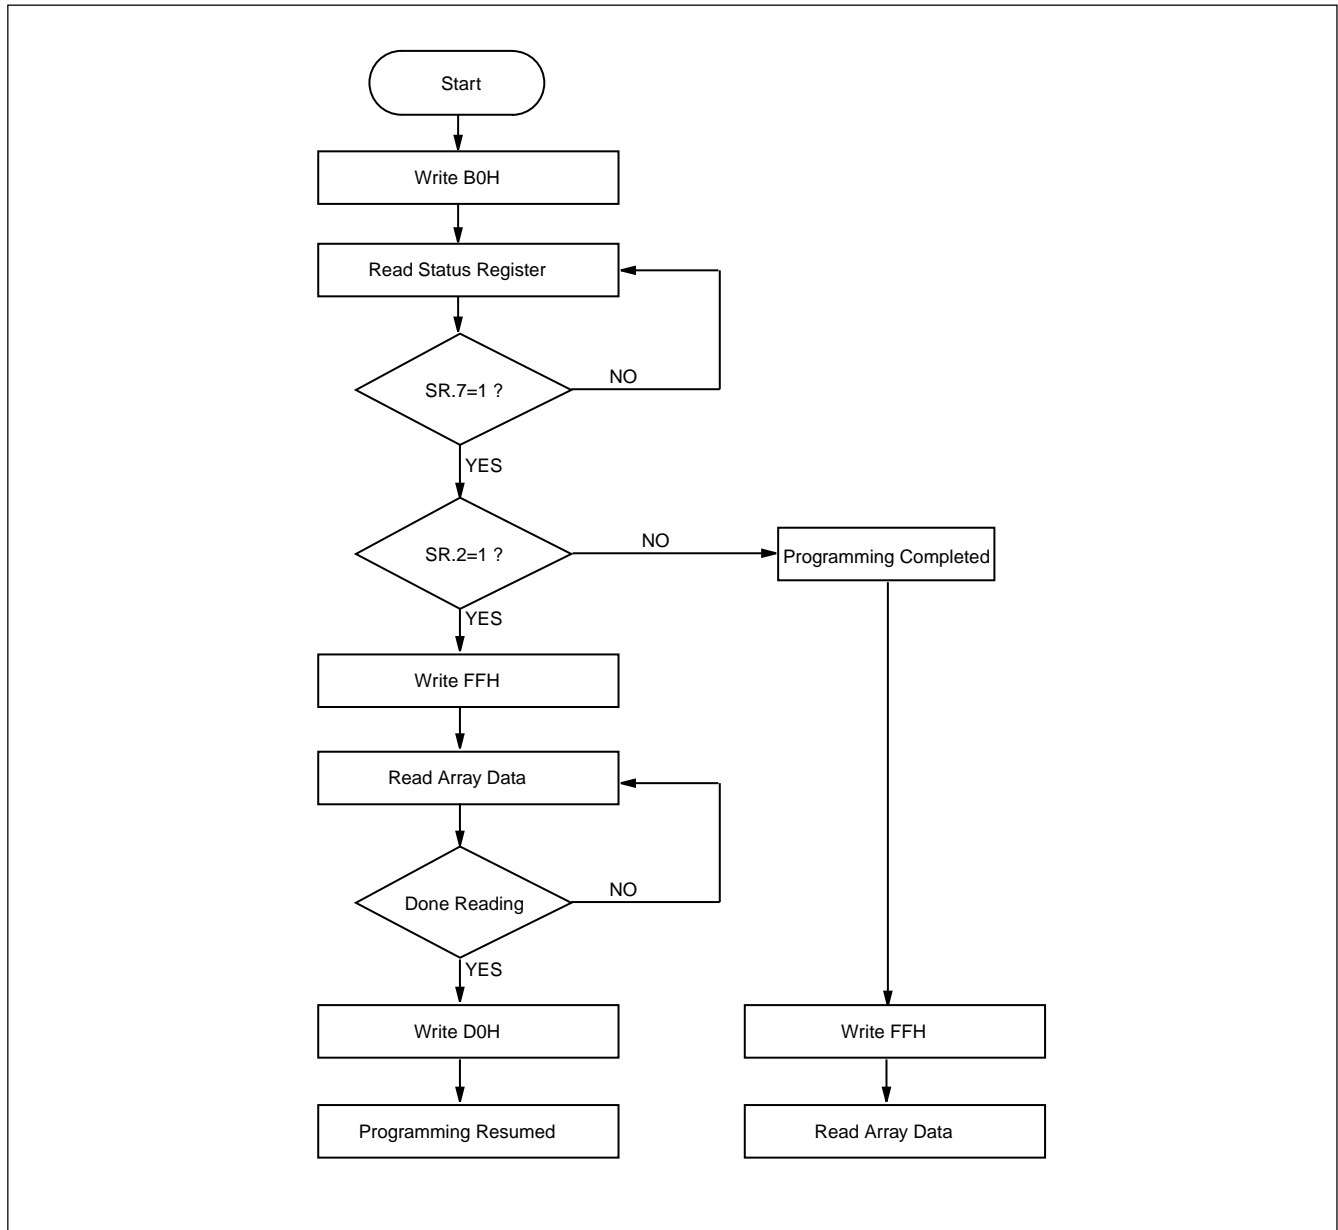 Start
Write B0H
Read Status Register
SR.7=1 ?
NO
YES
SR.2=1 ?
NO
Programming Completed
YES
Write FFH
Read Array Data
Done Reading
NO
YES
Write D0H
Write FFH
Programming Resumed
Read Array Data